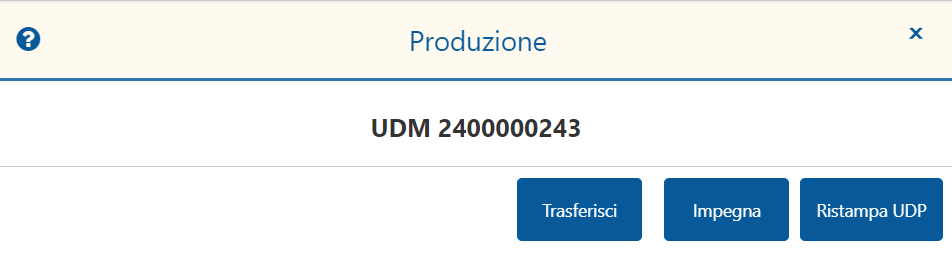 Produzione
UDM 2400000243
Trasferisci
Impegna
Ristampa UDP